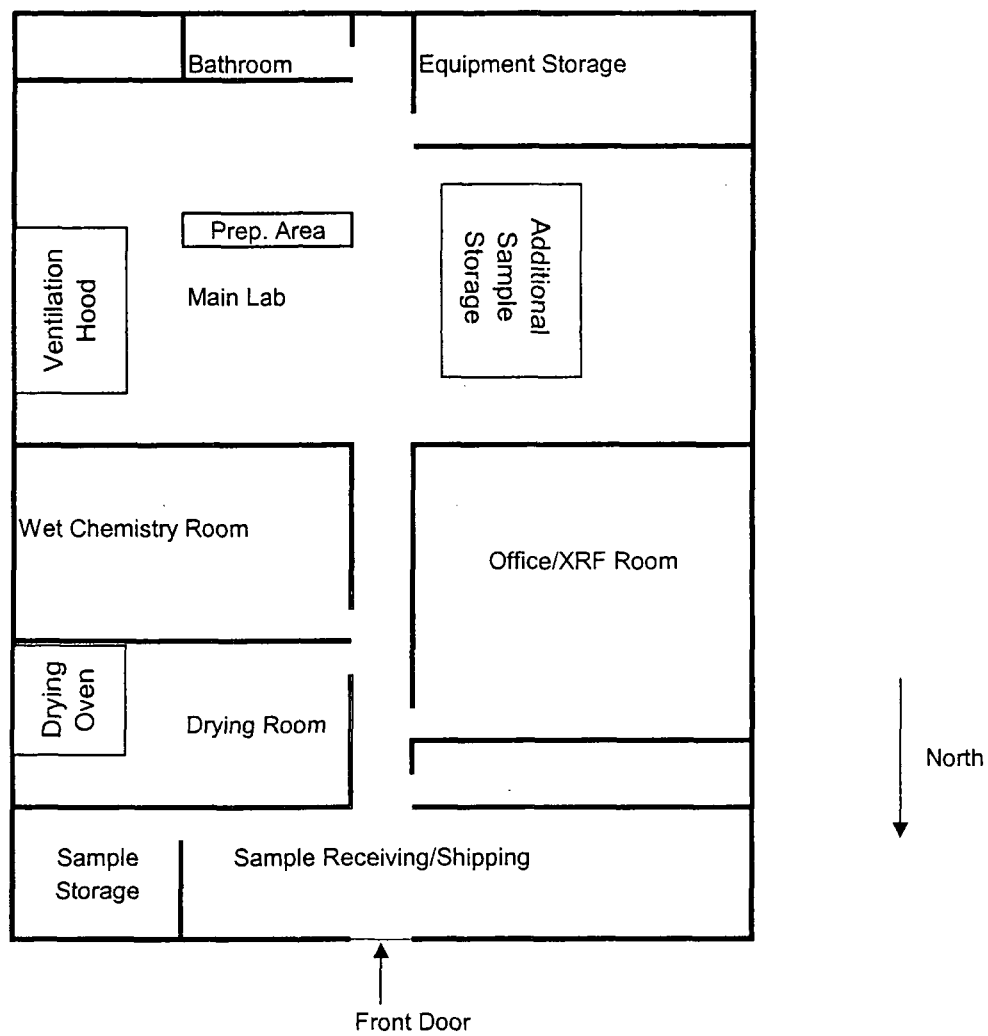 Bathroom
Equipment Storage
Prep. Area
Additional
Sample
Storage
Ventilation
Hood
Main Lab
Wet Chemistry Room
Office/XRF Room
Drying
Oven
Drying Room
North
Sample
Storage
Sample Receiving/Shipping
Front Door